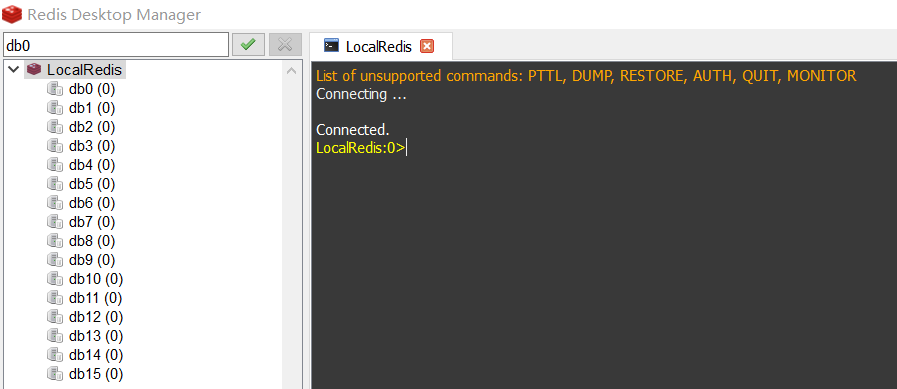 Redis Desktop Manager
db0
LocalRedis
db0 (0)
db1 (0)
db2 (0)
db3 (0)
db4 (0)
db5 (0)
db6 (0)
db7 (0)
db8 (0)
db9 (0)
db10 (0)
db11 (0)
db12 (0)
db13 (0)
db14 (0)
db15 (0)
LocalRedis
List of unsupported commands: PTTL, DUMP, RESTORE, AUTH, QUIT, MONITOR
Connecting ...
Connected.
LocalRedis:0>